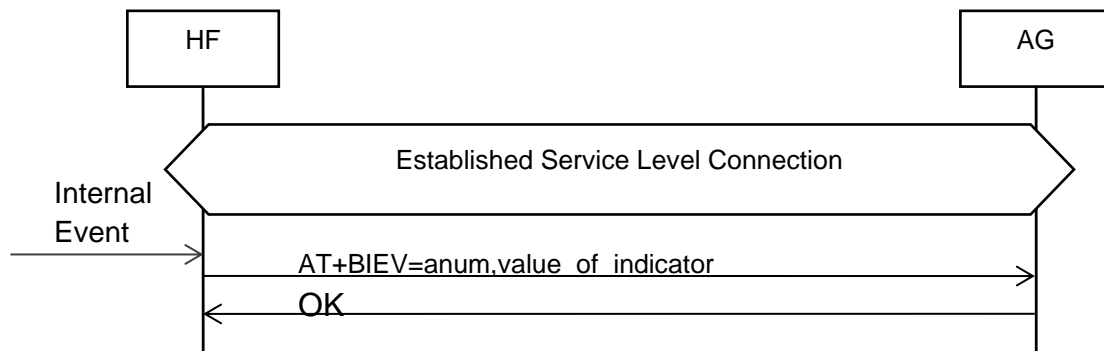 HF
AG
Established Service Level Connection
Internal
Event
AT+BIEV=anum,value_of_indicator
OK